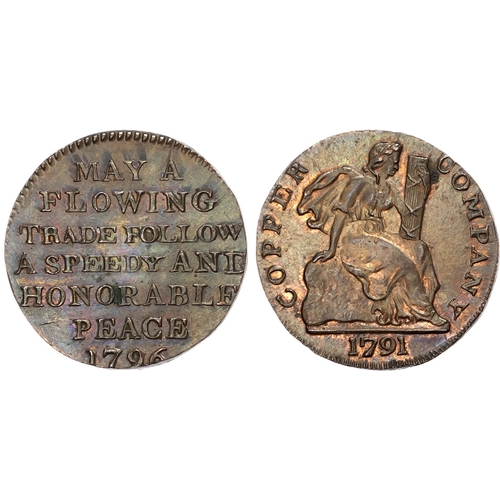 MAY A
FLOWING
TRADE FOLLOW
A SPEEDY AND
HONORABLE
PEACE
1796
COPPER COMPANY
1791